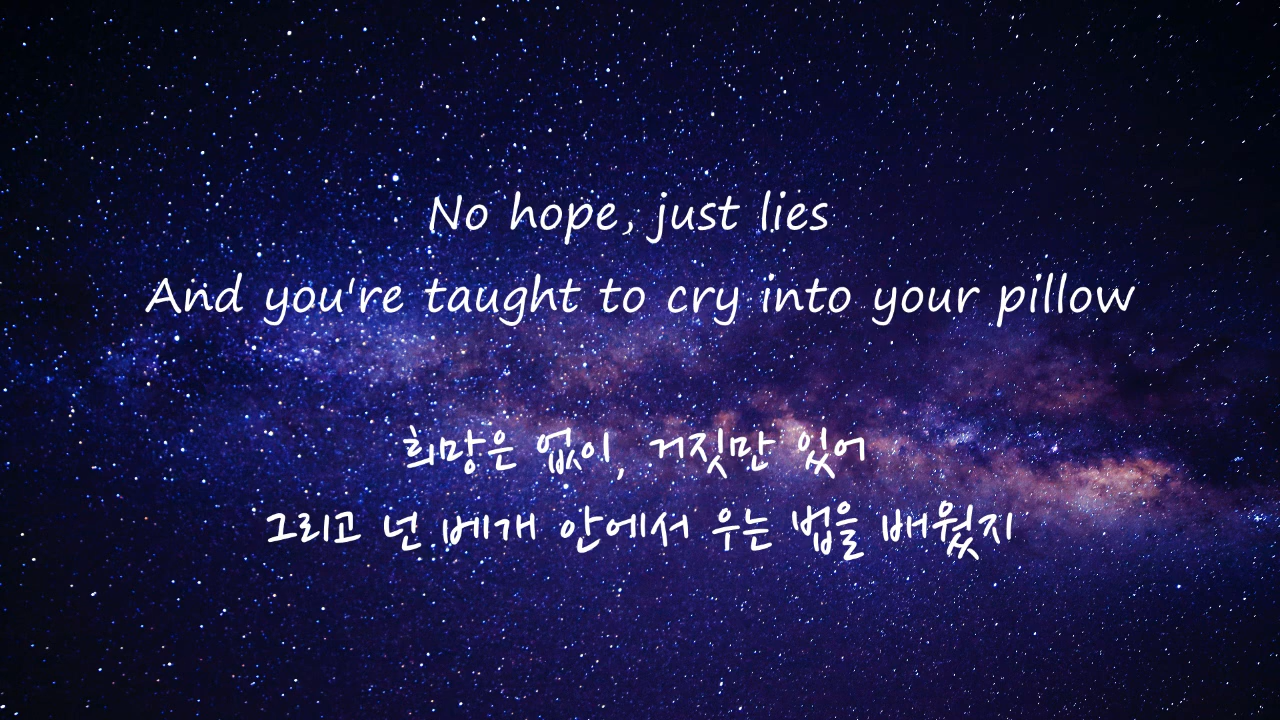 No hope, just lies
And you're taught to cry into your pillow
희망은 없이, 거짓만 있어
그리고 넌 베개 안에서 우는 법을 배웠지